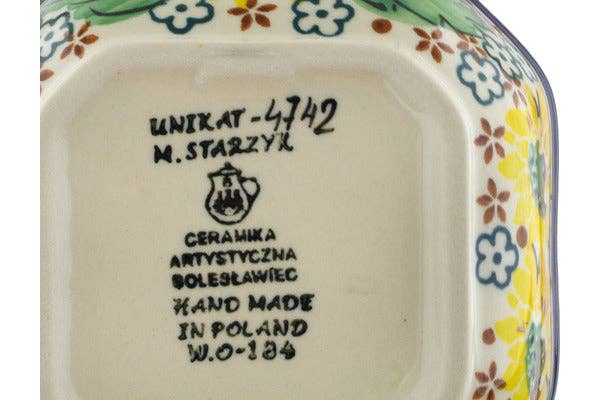 UNIKAT-4742
M. STARZYK
CERAMIKA
ARTYSTYCZNA
BOLESŁAWIEC
HAND MADE
IN POLAND
W.O-184